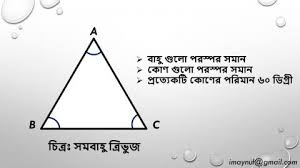 A
➢ বাহু গুলো পরস্পর সমান
➢ কোণ গুলো পরস্পর সমান
➢ প্রত্যেকটি কোণের পরিমান ৬০ ডিগ্রী
B
C
চিত্রঃ সমবাহু ত্রিভুজ
imaynul@gmail.com